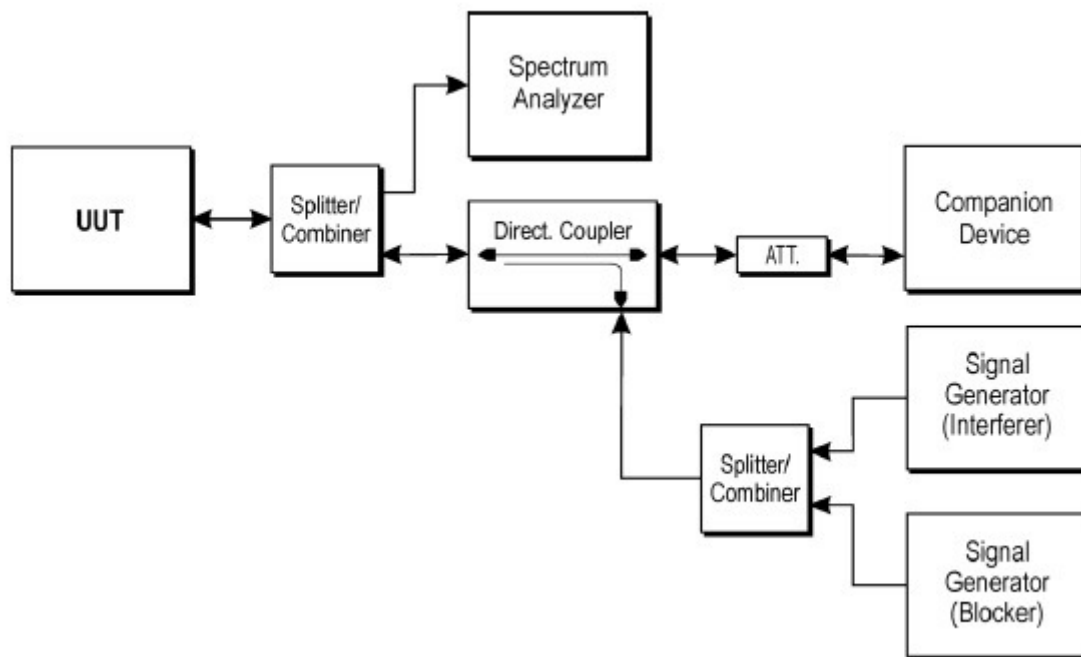 Spectrum
Analyzer
UUT
Splitter/
Combiner
Direct. Coupler
ATT.
Companion
Device
Signal
Generator
(Interferer)
Splitter/
Combiner
Signal
Generator
(Blocker)